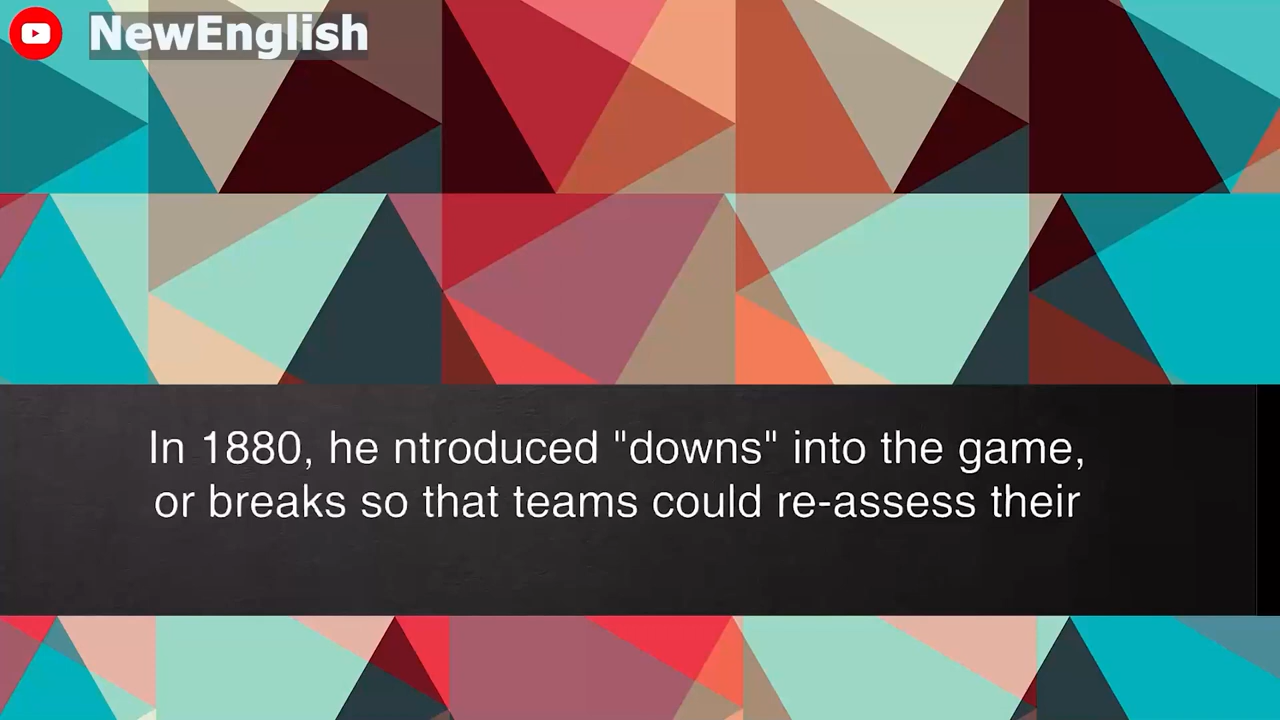 NewEnglish
In 1880, he ntroduced "downs" into the game,
or breaks so that teams could re-assess their